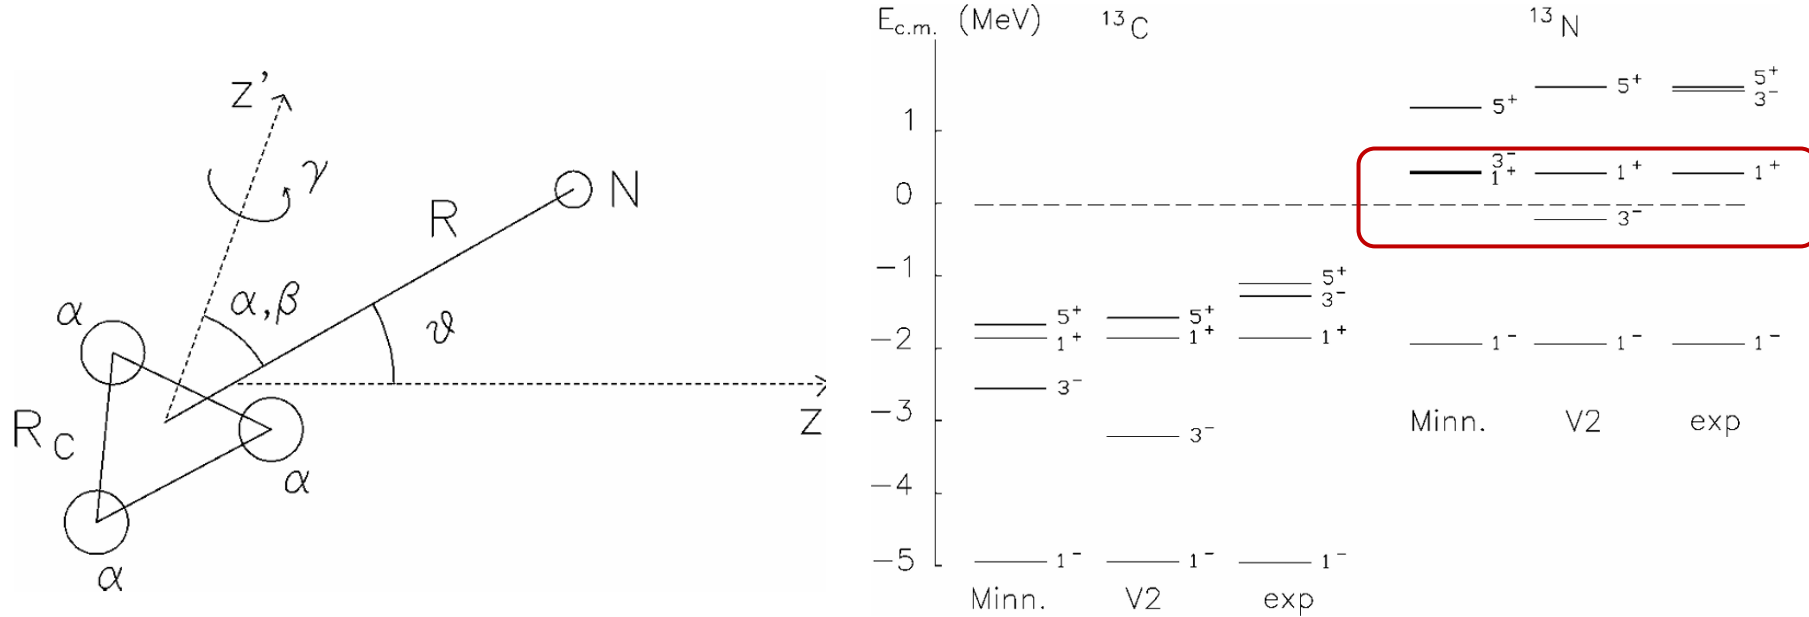 z'
γ
N
R
α, β
ϑ
α
z
R C
α
α
E c.m. (MeV) ¹³C ¹³N
1
0
−1
−2
−3
−4
−5
5⁺
1⁺
3⁻
1⁻
Minn.
5⁺
1⁺
3⁻
1⁻
V2
5⁺
3⁻
1⁺
1⁻
exp
5⁺
3⁻
1⁺
1⁻
Minn.
5⁺
1⁺
3⁻
1⁻
V2
5⁺
3⁻
1⁺
1⁻
exp